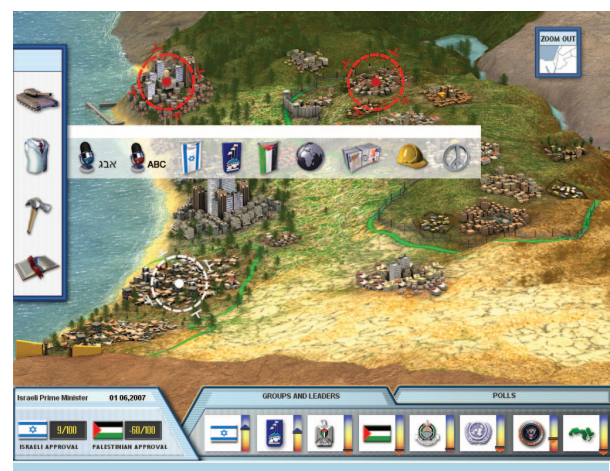 ZOOM OUT
אבג
ABC
Israeli Prime Minister
01 06,2007
GROUPS AND LEADERS
POLLS
9/100
-60/100
ISRAELI APPROVAL
PALESTINIAN APPROVAL